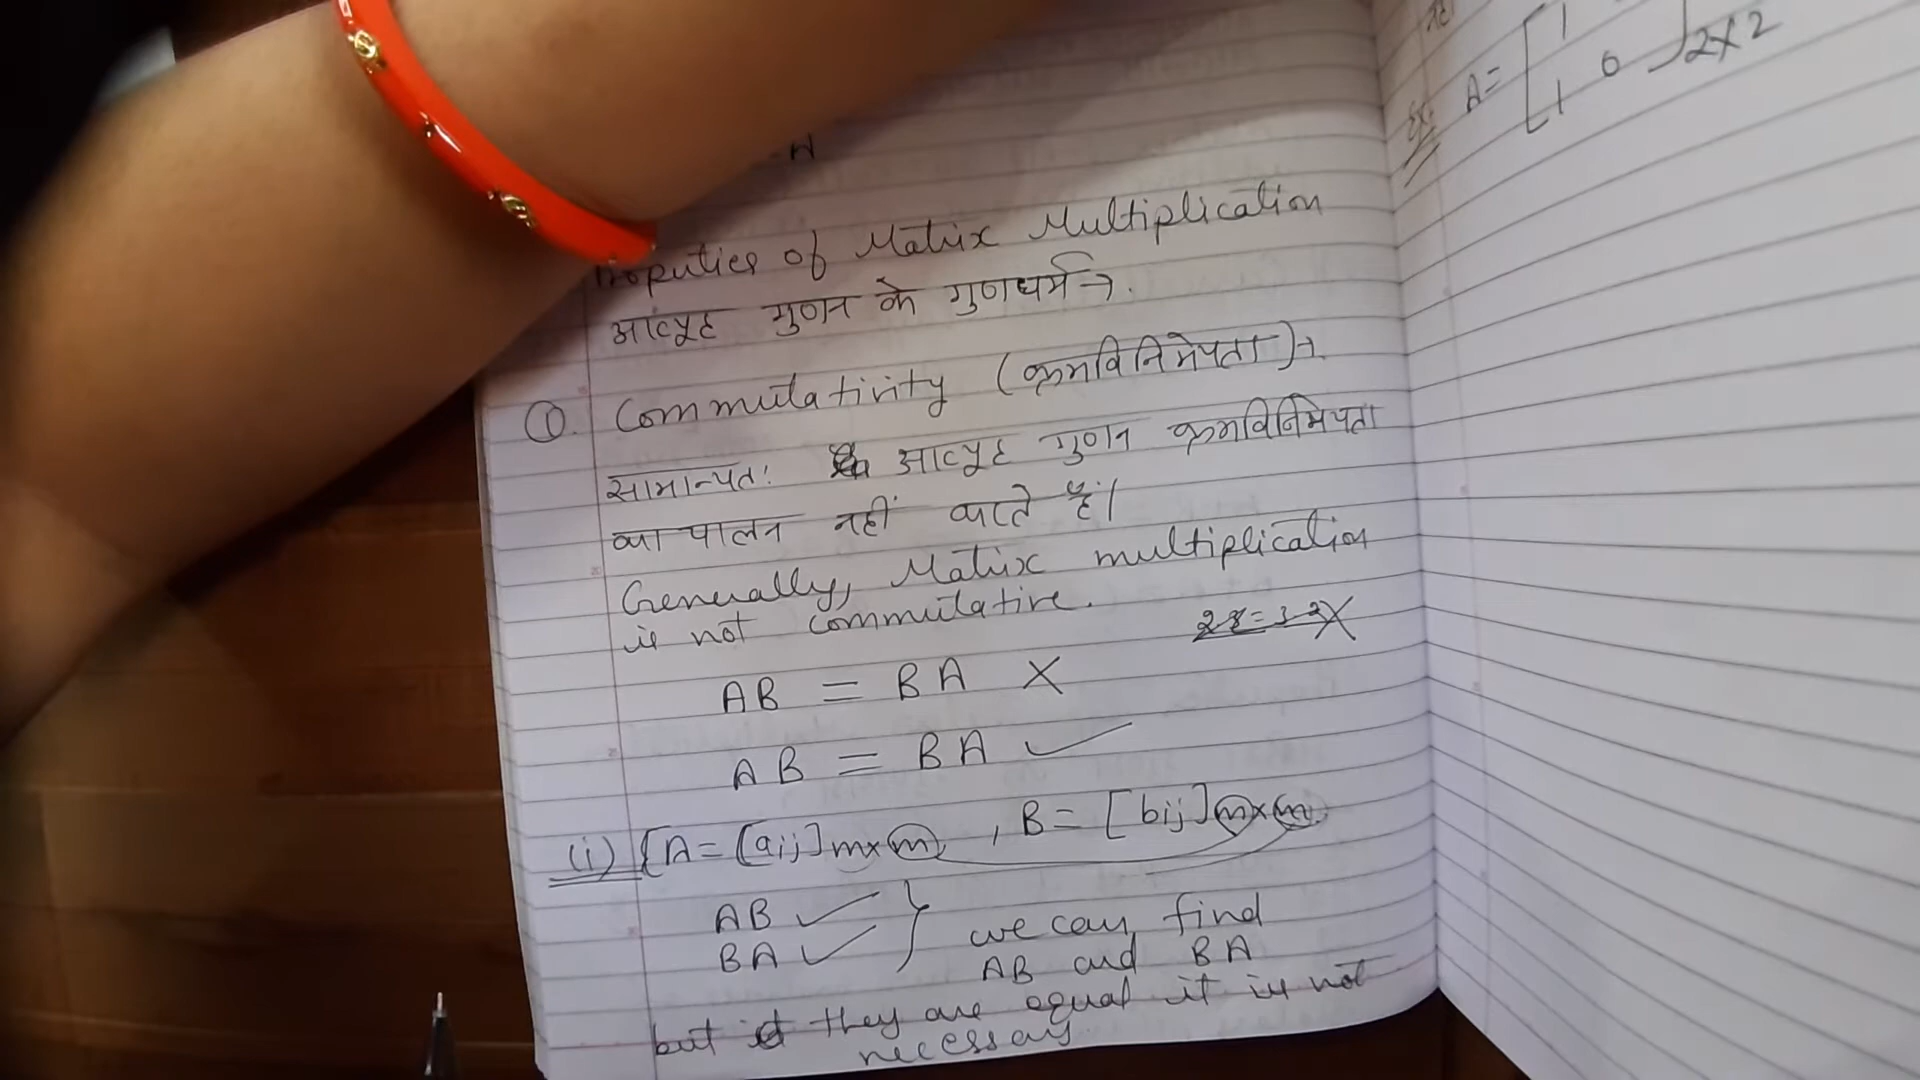 Properties of Matrix Multiplication
आव्यूह गुणन के गुणधर्म →.
① Commutativity (क्रमविनिमेयता) →
सामान्यत: आव्यूह गुणन क्रमविनिमेयता
का पालन नहीं करते हैं।
Generally, Matrix multiplication
is not commutative.
AB = BA ×
AB = BA ✓
(i) {A = [aij]m×m, B = [bij]m×m
AB ✓
BA ✓ } we can find
AB and BA
but they are equal it is not
necessary
Ex: A = [1
1 0]2×2